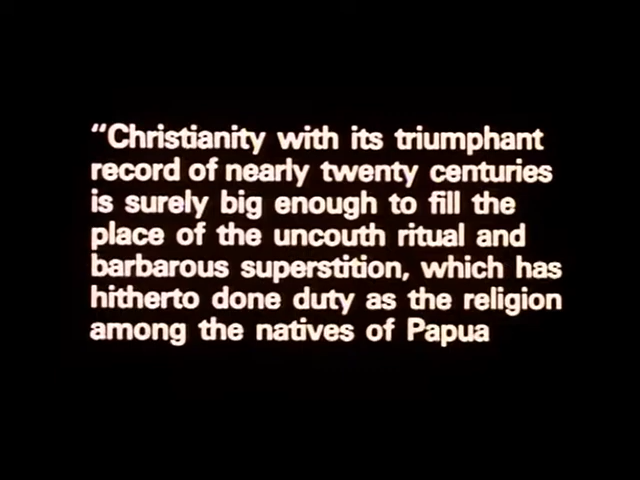 “Christianity with its triumphant
record of nearly twenty centuries
is surely big enough to fill the
place of the uncouth ritual and
barbarous superstition, which has
hitherto done duty as the religion
among the natives of Papua